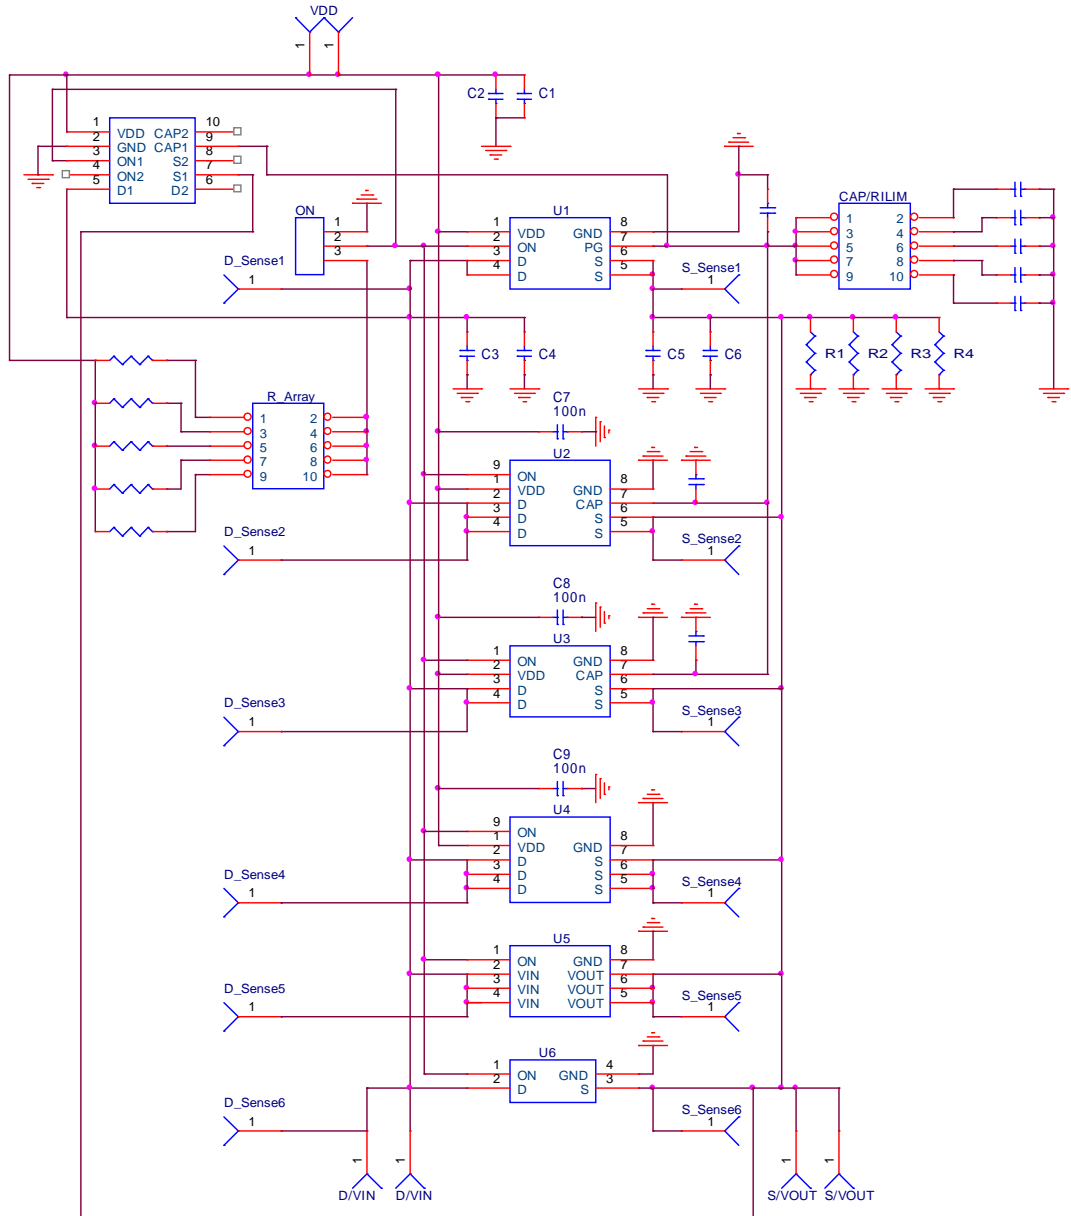 VDD
1 1
C2 C1
1 VDD CAP2 10
2 GND CAP1 9
3 ON1 S2 8
4 ON2 S1 7
5 D1 D2 6
ON
1
2
3
U1
1 VDD GND 8
2 ON PG 7
3 D S 6
4 D S 5
CAP/RILIM
1 2
3 4
5 6
7 8
9 10
D_Sense1
1
S_Sense1
1
C3 C4 C5 C6
R1 R2 R3 R4
R_Array
1 2
3 4
5 6
7 8
9 10
C7
100n
U2
9 ON
1 VDD GND 8
2 D CAP 7
3 D S 6
4 D S 5
D_Sense2
1
S_Sense2
1
C8
100n
U3
1 ON GND 8
2 VDD CAP 7
3 D S 6
4 D S 5
D_Sense3
1
S_Sense3
1
C9
100n
U4
9 ON
1 VDD GND 8
2 D S 7
3 D S 6
4 D S 5
D_Sense4
1
S_Sense4
1
U5
1 ON GND 8
2 VIN VOUT 7
3 VIN VOUT 6
4 VIN VOUT 5
D_Sense5
1
S_Sense5
1
U6
1 ON GND 4
2 D S 3
D_Sense6
1
S_Sense6
1
1 1 1 1
D/VIN D/VIN S/VOUT S/VOUT